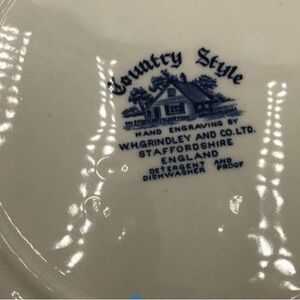 Country Style
HAND ENGRAVING BY
W.H.GRINDLEY AND CO.LTD.
STAFFORDSHIRE
ENGLAND
DETERGENT AND
DISHWASHER PROOF